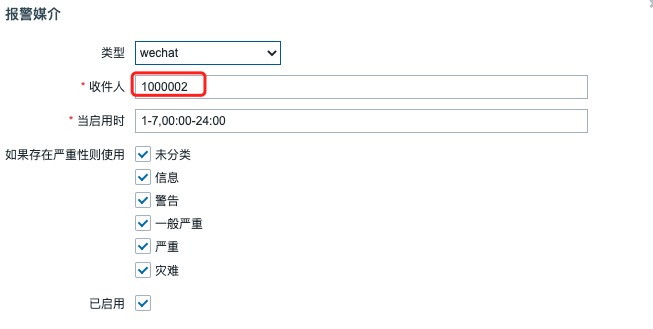 报警媒介
类型 wechat
* 收件人 1000002
* 当启用时 1-7,00:00-24:00
如果存在严重性则使用 未分类
信息
警告
一般严重
严重
灾难
已启用